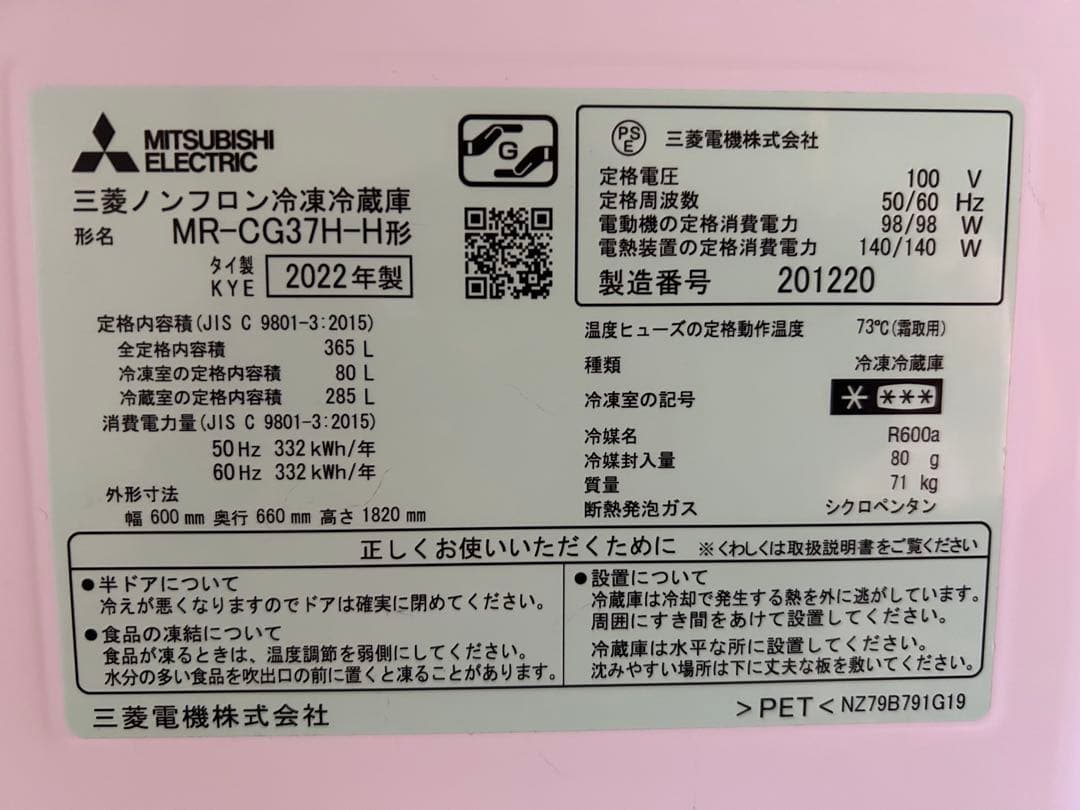 MITSUBISHI
ELECTRIC
三菱ノンフロン冷凍冷蔵庫
形名 MR-CG37H-H形
タイ製
KYE 2022年製
G
定格内容積(JIS C 9801-3:2015)
全定格内容積 365 L
冷凍室の定格内容積 80 L
冷蔵室の定格内容積 285 L
消費電力量(JIS C 9801-3:2015)
50Hz 332 kWh/年
60Hz 332 kWh/年
外形寸法
幅 600 mm 奥行 660 mm 高さ 1820 mm
PSE 三菱電機株式会社
定格電圧 100 V
定格周波数 50/60 Hz
電動機の定格消費電力 98/98 W
電熱装置の定格消費電力 140/140 W
製造番号 201220
温度ヒューズの定格動作温度 73℃(霜取用)
種類 冷凍冷蔵庫
冷凍室の記号 * ***
冷媒名 R600a
冷媒封入量 80 g
質量 71 kg
断熱発泡ガス シクロペンタン
正しくお使いいただくために ※くわしくは取扱説明書をご覧ください
●半ドアについて
冷えが悪くなりますのでドアは確実に閉めてください。
●食品の凍結について
食品が凍るときは、温度調節を弱側にしてください。
水分の多い食品を吹出口の前に置くと凍ることがあります。
●設置について
冷蔵庫は冷却で発生する熱を外に逃がしています。
周囲にすき間をあけて設置してください。
冷蔵庫は水平な所に設置してください。
沈みやすい場所は下に丈夫な板を敷いてください。
三菱電機株式会社
>PET< NZ79B791G19